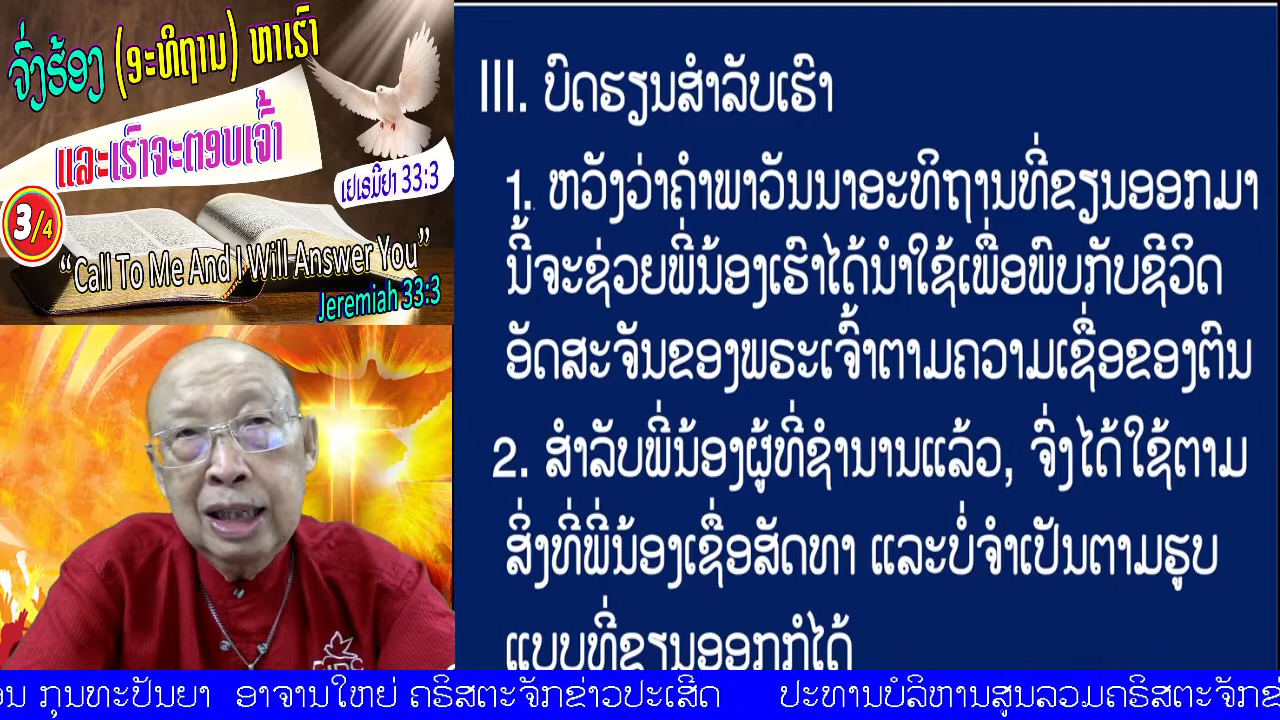 ຈົ່ງຮ້ອງ (ອະທິຖານ) ຫາເຮົາ
ແລະເຮົາຈະຕອບເຈົ້າ
ເຢເຣມີຢາ 33:3
3/4
“Call To Me And I Will Answer You”
Jeremiah 33:3
III. ບົດຮຽນສຳລັບເຮົາ
1. ຫວັງວ່າຄຳພາວັນນາອະທິຖານທີ່ຂຽນອອກມາ
ນີ້ຈະຊ່ວຍພີ່ນ້ອງເຮົາໄດ້ນຳໃຊ້ເພື່ອພົບກັບຊີວິດ
ອັດສະຈັນຂອງພຣະເຈົ້າຕາມຄວາມເຊື່ອຂອງຕົນ
2. ສຳລັບພີ່ນ້ອງຜູ້ທີ່ຊຳນານແລ້ວ, ຈົ່ງໄດ້ໃຊ້ຕາມ
ສິ່ງທີ່ພີ່ນ້ອງເຊື່ອສັດທາ ແລະບໍ່ຈຳເປັນຕາມຮູບ
ແບບທີ່ຂຽນອອກກໍໄດ້
ກຸນທະປັນຍາ ອາຈານໃຫຍ່ ຄຣິສຕະຈັກຂ່າວປະເສີດ ປະທານບໍລິຫານສູນລວມຄຣິສຕະຈັກ